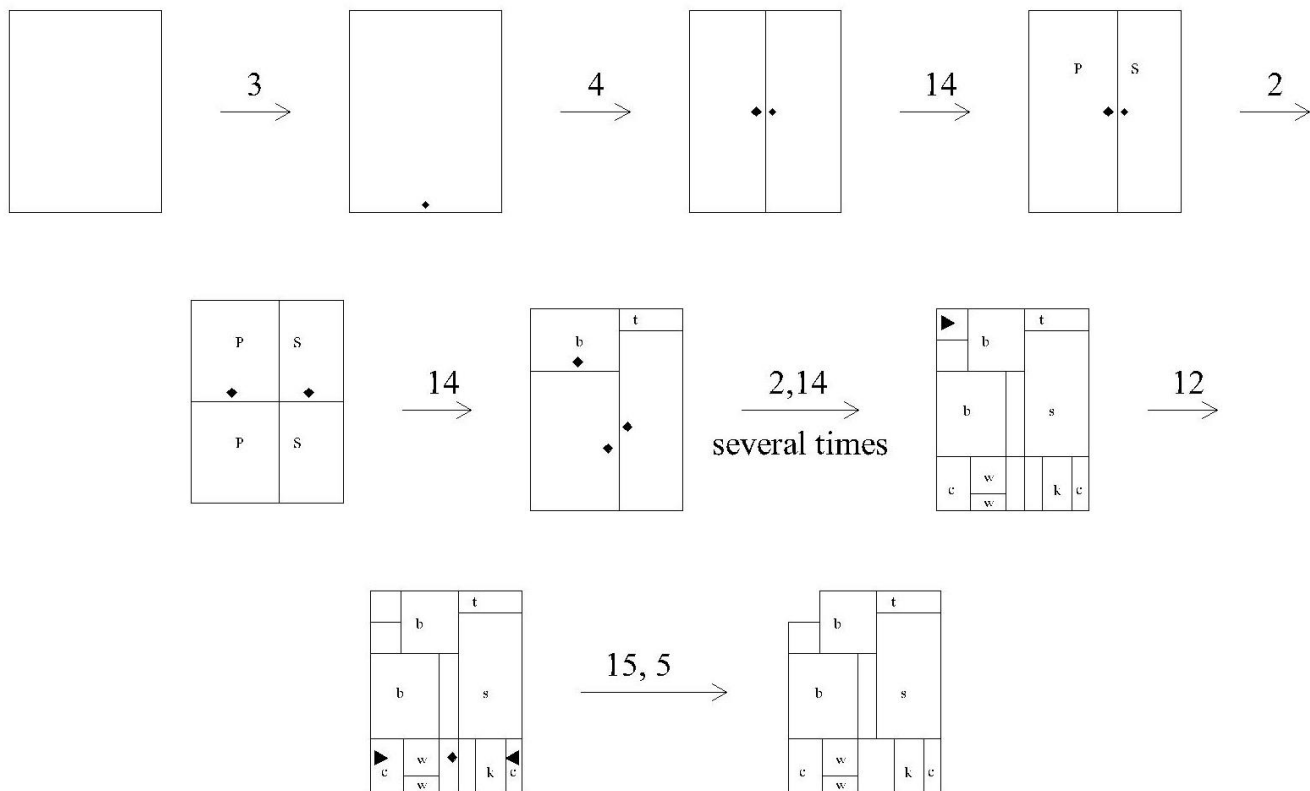 3 4 14 2
P S
P S
P S
14 2,14 12
several times
b t
t
b
b s
c w w k c
t
b
b s
c w w k c
15, 5
t
b
b s
c w w k c